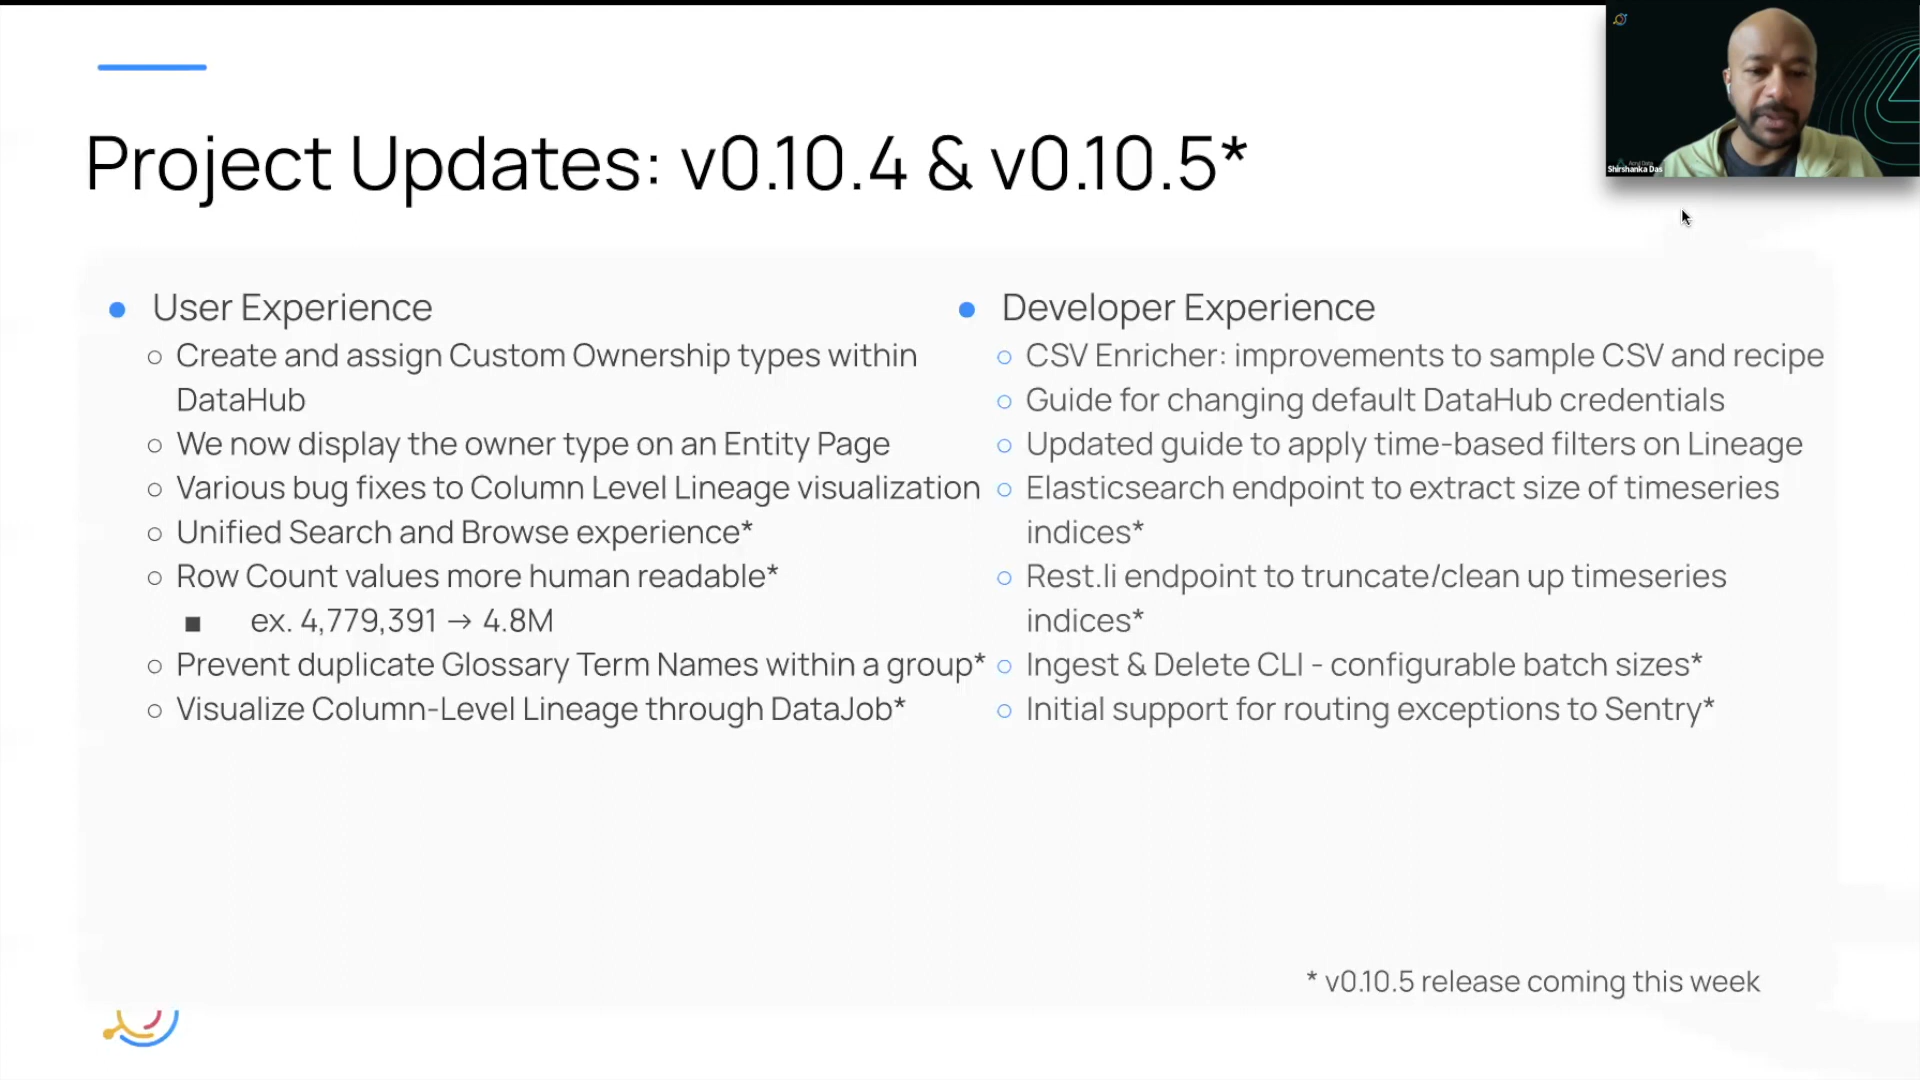 Project Updates: v0.10.4 & v0.10.5*
Shirshanka Das
User Experience
Create and assign Custom Ownership types within
DataHub
We now display the owner type on an Entity Page
Various bug fixes to Column Level Lineage visualization
Unified Search and Browse experience*
Row Count values more human readable*
ex. 4,779,391 → 4.8M
Prevent duplicate Glossary Term Names within a group*
Visualize Column-Level Lineage through DataJob*
Developer Experience
CSV Enricher: improvements to sample CSV and recipe
Guide for changing default DataHub credentials
Updated guide to apply time-based filters on Lineage
Elasticsearch endpoint to extract size of timeseries
indices*
Rest.li endpoint to truncate/clean up timeseries
indices*
Ingest & Delete CLI - configurable batch sizes*
Initial support for routing exceptions to Sentry*
* v0.10.5 release coming this week